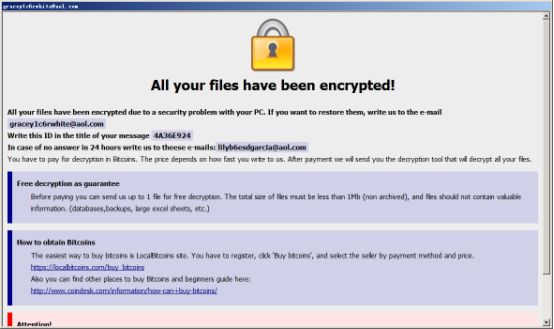 gracey1c6rwhite@aol.com
All your files have been encrypted!
All your files have been encrypted due to a security problem with your PC. If you want to restore them, write us to the e-mail
gracey1c6rwhite@aol.com
Write this ID in the title of your message 4A36E924
In case of no answer in 24 hours write us to theese e-mails: lilyb6esdgarcia@aol.com
You have to pay for decryption in Bitcoins. The price depends on how fast you write to us. After payment we will send you the decryption tool that will decrypt all your files.
Free decryption as guarantee
Before paying you can send us up to 1 file for free decryption. The total size of files must be less than 1Mb (non archived), and files should not contain valuable
information. (databases,backups, large excel sheets, etc.)
How to obtain Bitcoins
The easiest way to buy bitcoins is LocalBitcoins site. You have to register, click 'Buy bitcoins', and select the seller by payment method and price.
https://localbitcoins.com/buy_bitcoins
Also you can find other places to buy Bitcoins and beginners guide here:
http://www.coindesk.com/information/how-can-i-buy-bitcoins/
Attention!